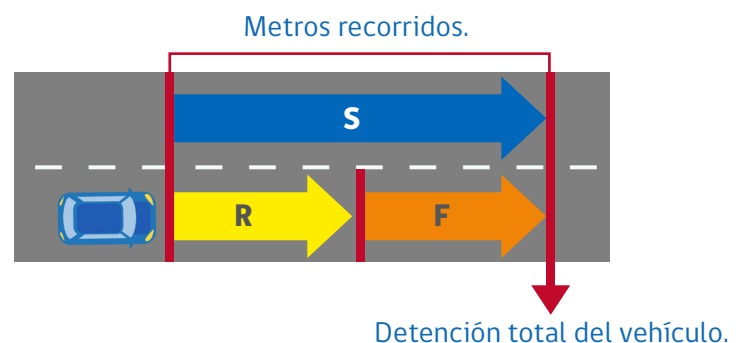 Metros recorridos.
S
R
F
Detención total del vehículo.